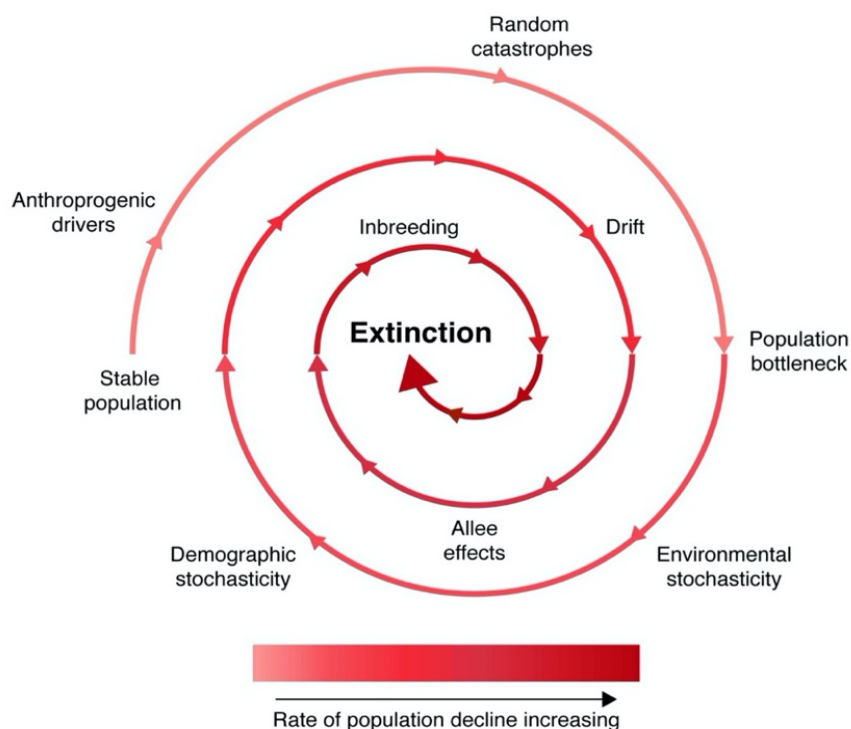 Random
catastrophes
Anthroprogenic
drivers
Inbreeding
Drift
Extinction
Population
bottleneck
Stable
population
Allee
effects
Demographic
stochasticity
Environmental
stochasticity
Rate of population decline increasing